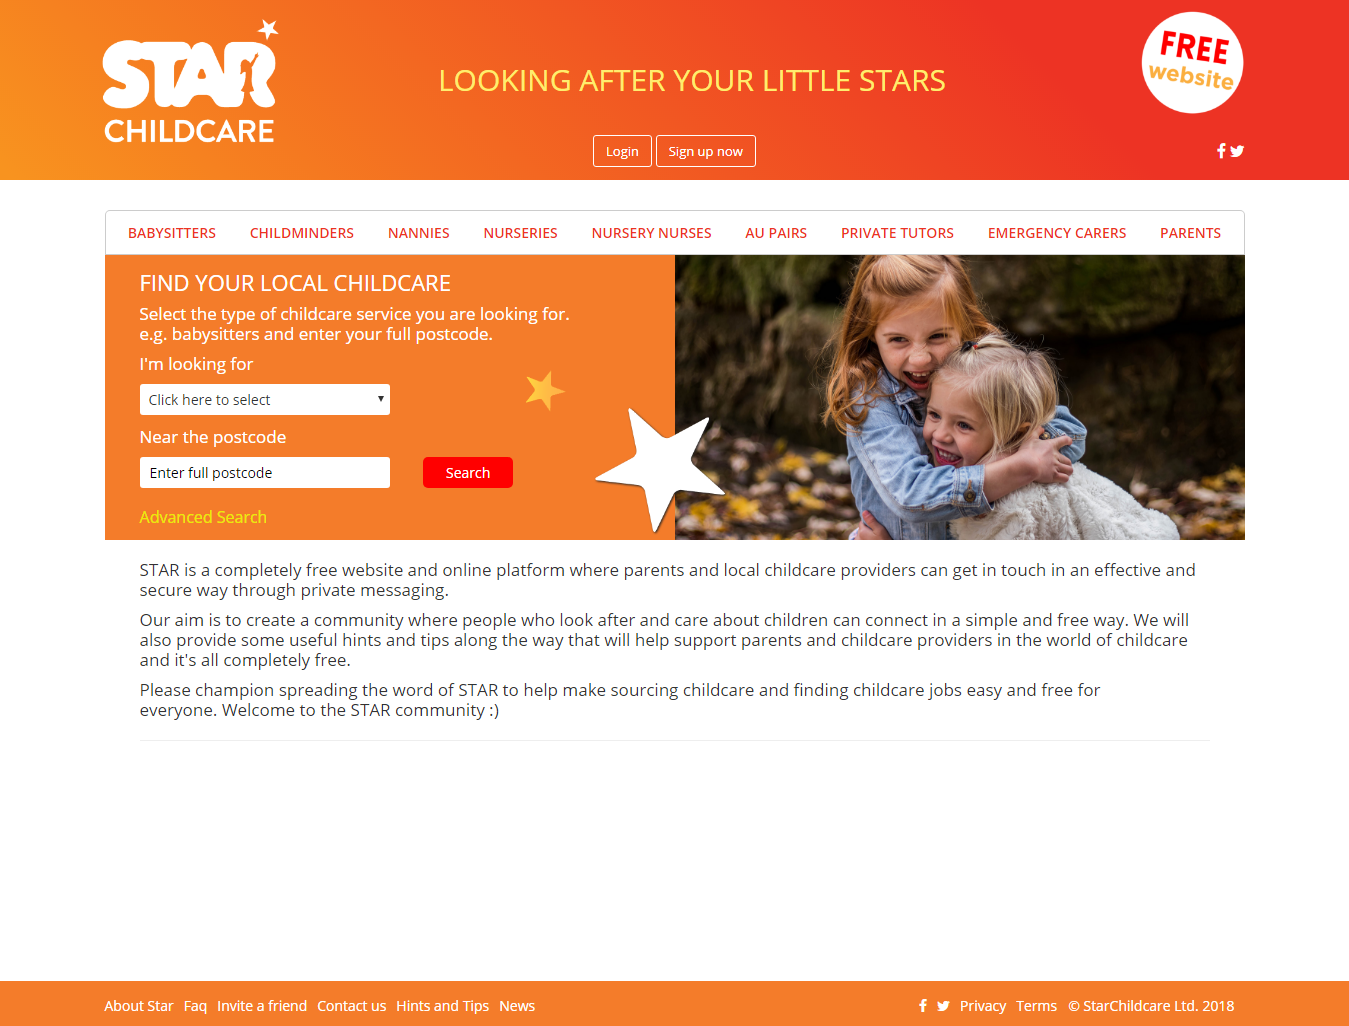 STAR
CHILDCARE
LOOKING AFTER YOUR LITTLE STARS
FREE
website
Login
Sign up now
BABYSITTERS CHILDMINDERS NANNIES NURSERIES NURSERY NURSES AU PAIRS PRIVATE TUTORS EMERGENCY CARERS PARENTS
FIND YOUR LOCAL CHILDCARE
Select the type of childcare service you are looking for.
e.g. babysitters and enter your full postcode.
I'm looking for
Click here to select
Near the postcode
Enter full postcode
Search
Advanced Search
STAR is a completely free website and online platform where parents and local childcare providers can get in touch in an effective and
secure way through private messaging.
Our aim is to create a community where people who look after and care about children can connect in a simple and free way. We will
also provide some useful hints and tips along the way that will help support parents and childcare providers in the world of childcare
and it's all completely free.
Please champion spreading the word of STAR to help make sourcing childcare and finding childcare jobs easy and free for
everyone. Welcome to the STAR community :)
About Star Faq Invite a friend Contact us Hints and Tips News
Privacy Terms © StarChildcare Ltd. 2018